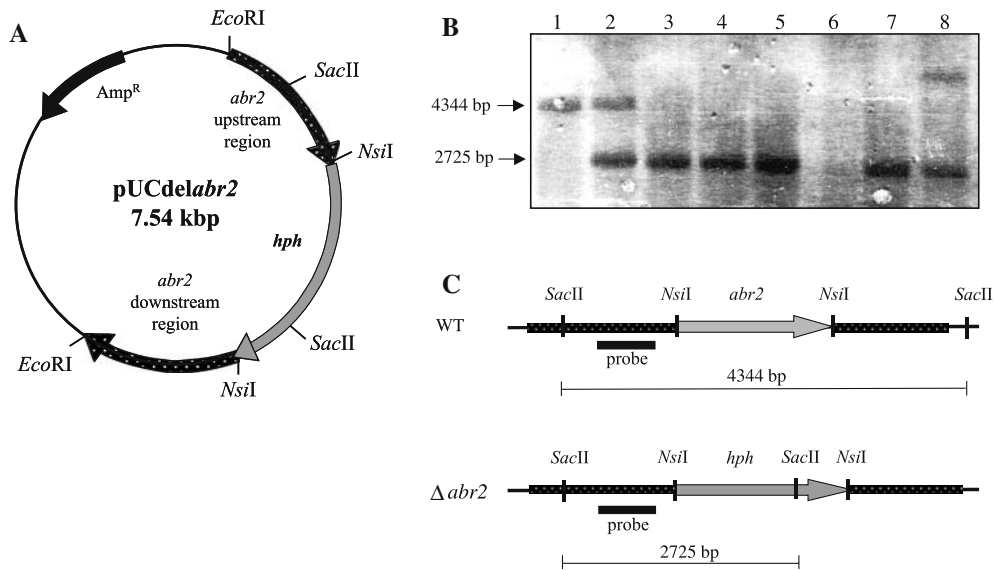 A
EcoRI
SacII
Amp^R
abr2
upstream
region
NsiI
pUCdelabr2
7.54 kbp
hph
abr2
downstream
region
SacII
EcoRI
NsiI
B
1 2 3 4 5 6 7 8
4344 bp
2725 bp
C
SacII NsiI abr2 NsiI SacII
WT
probe
4344 bp
SacII NsiI hph SacII NsiI
Δabr2
probe
2725 bp